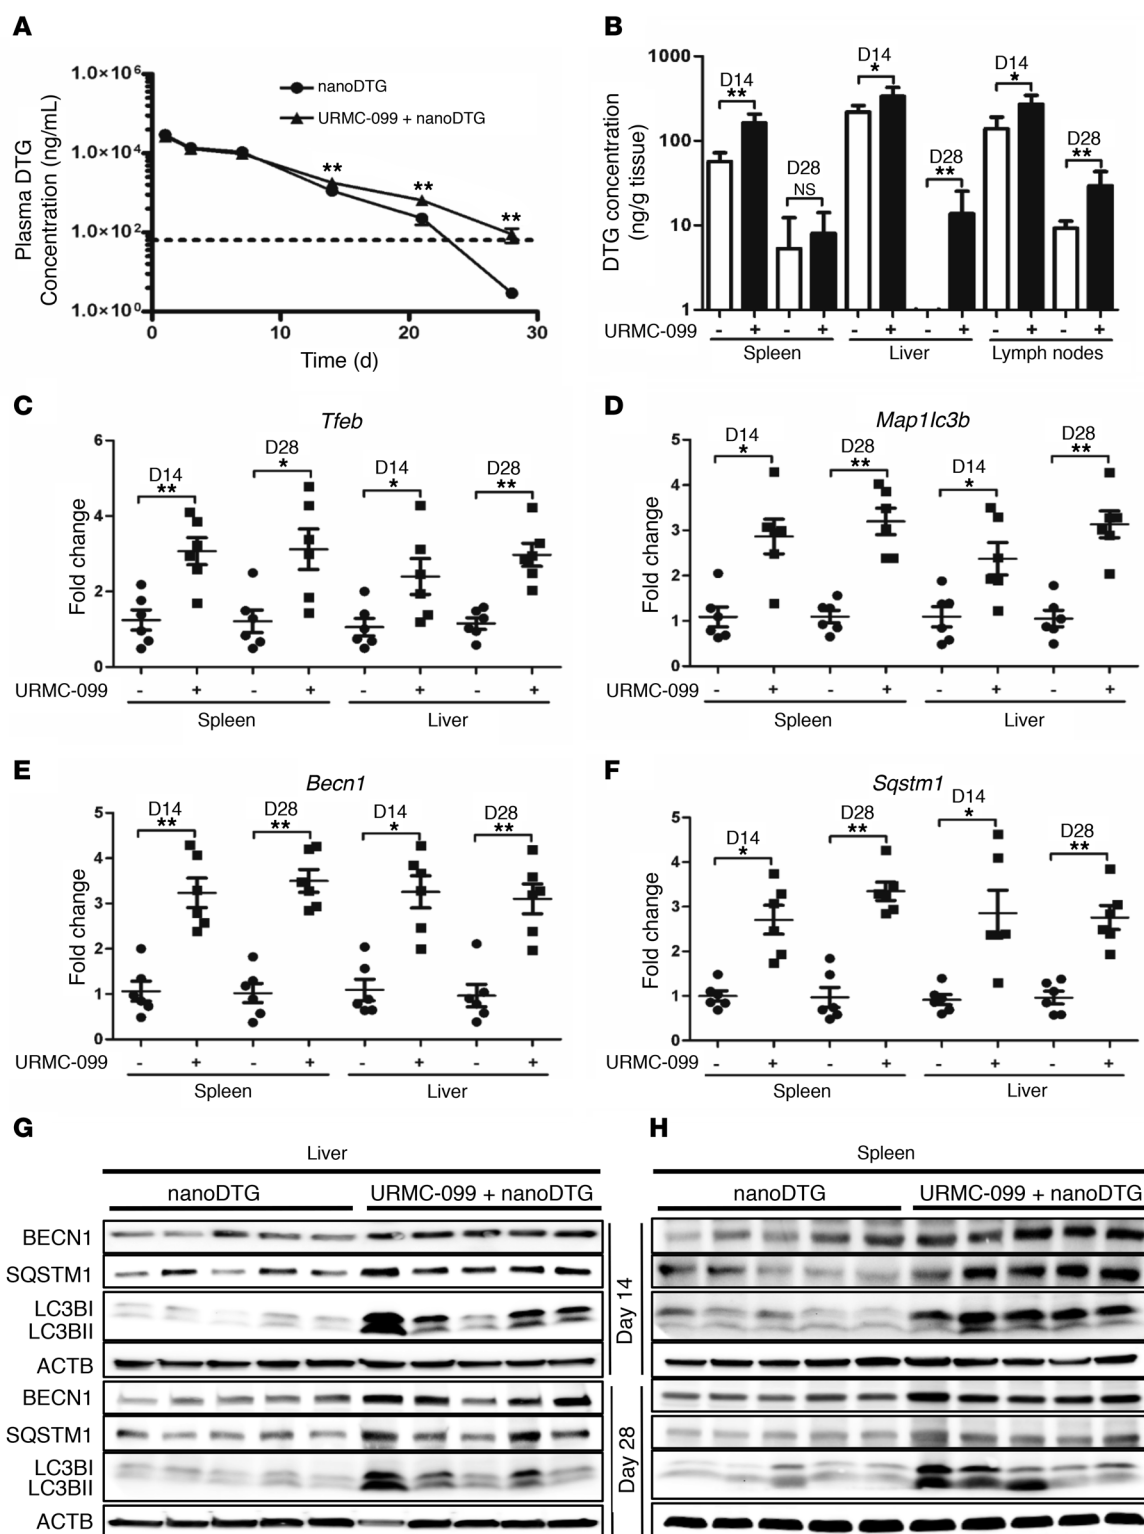 A
1.0×10⁶
1.0×10⁴
1.0×10²
1.0×10⁰
Plasma DTG
Concentration (ng/mL)
nanoDTG
URMC-099 + nanoDTG
** ** **
0 10 20 30
Time (d)
B
1000
100
10
1
DTG concentration
(ng/g tissue)
D14 ** D28 NS D14 * D28 ** D14 * D28 **
URMC-099 - + - + - + - + - + - +
Spleen Liver Lymph nodes
C
Tfeb
6
4
2
0
Fold change
D14 ** D28 * D14 * D28 **
URMC-099 - + - + - + - +
Spleen Liver
D
Map1lc3b
5
4
3
2
1
0
Fold change
D14 * D28 ** D14 * D28 **
URMC-099 - + - + - + - +
Spleen Liver
E
Becn1
5
4
3
2
1
0
Fold change
D14 ** D28 ** D14 * D28 **
URMC-099 - + - + - + - +
Spleen Liver
F
Sqstm1
5
4
3
2
1
0
Fold change
D14 * D28 ** D14 * D28 **
URMC-099 - + - + - + - +
Spleen Liver
G
Liver
nanoDTG URMC-099 + nanoDTG
BECN1
SQSTM1
LC3BI
LC3BII
ACTB
Day 14
BECN1
SQSTM1
LC3BI
LC3BII
ACTB
Day 28
H
Spleen
nanoDTG URMC-099 + nanoDTG